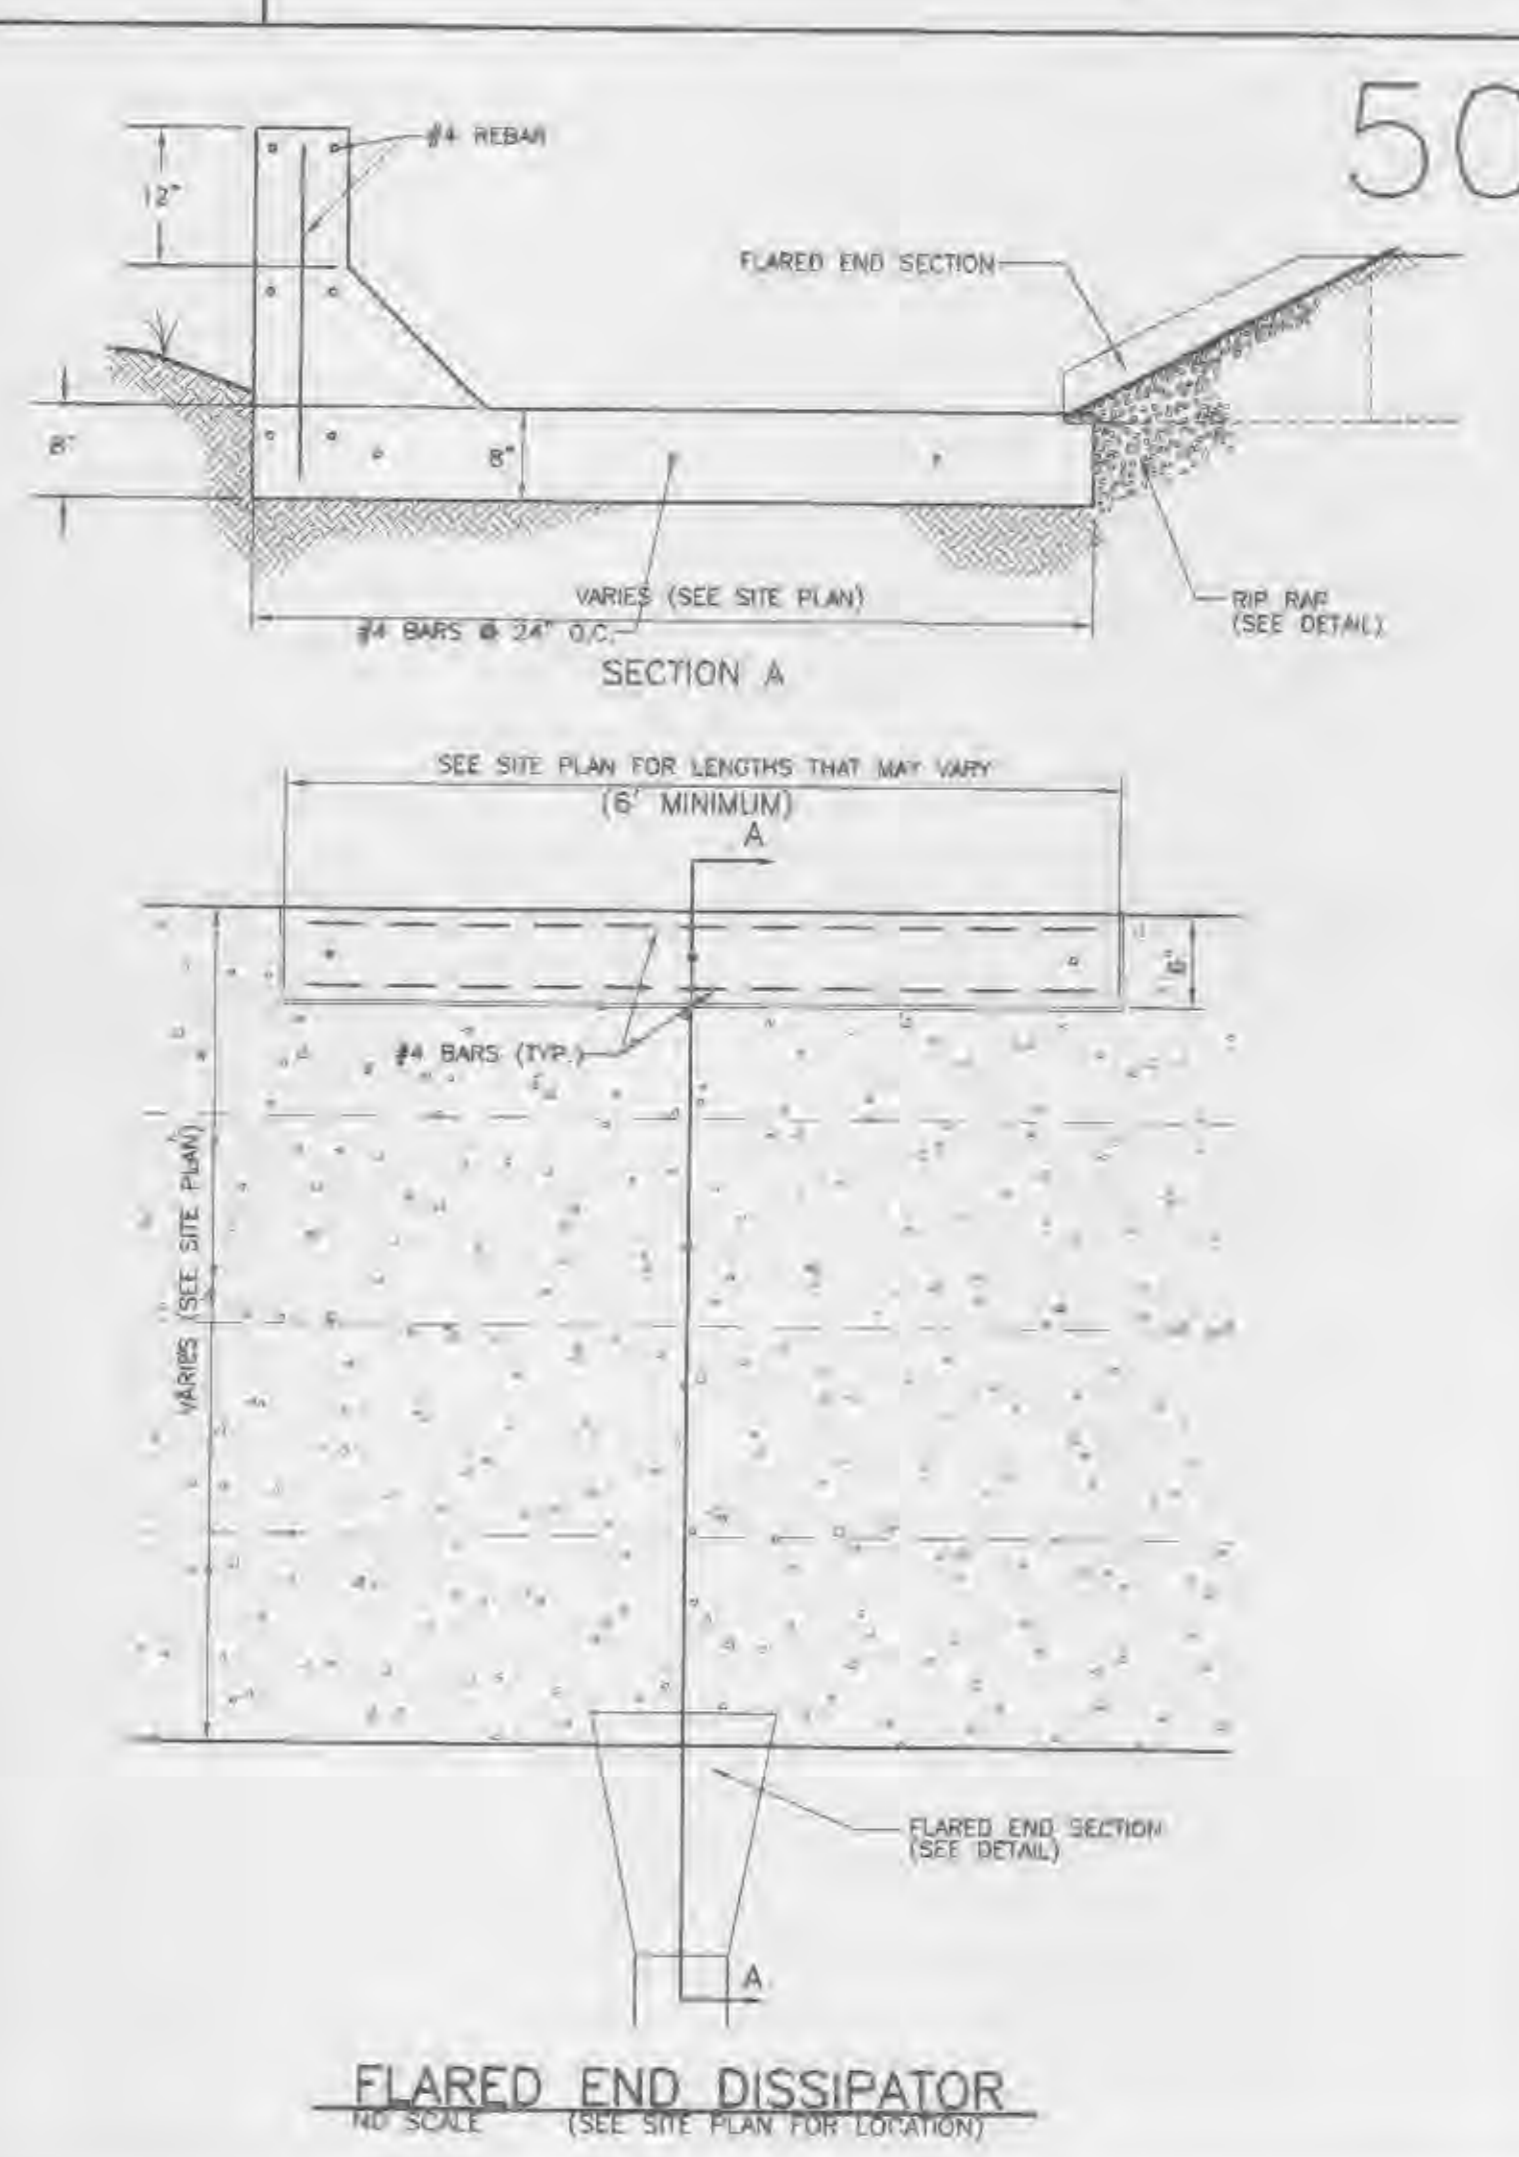 50
#4 REBAR
12"
FLARED END SECTION
8"
8"
VARIES (SEE SITE PLAN)
#4 BARS @ 24" O.C.
RIP RAP
(SEE DETAIL)
SECTION A
SEE SITE PLAN FOR LENGTHS THAT MAY VARY
(6' MINIMUM)
A
#4 BARS (TYP.)
VARIES (SEE SITE PLAN)
FLARED END SECTION
(SEE DETAIL)
A
FLARED END DISSIPATOR
NO SCALE (SEE SITE PLAN FOR LOCATION)